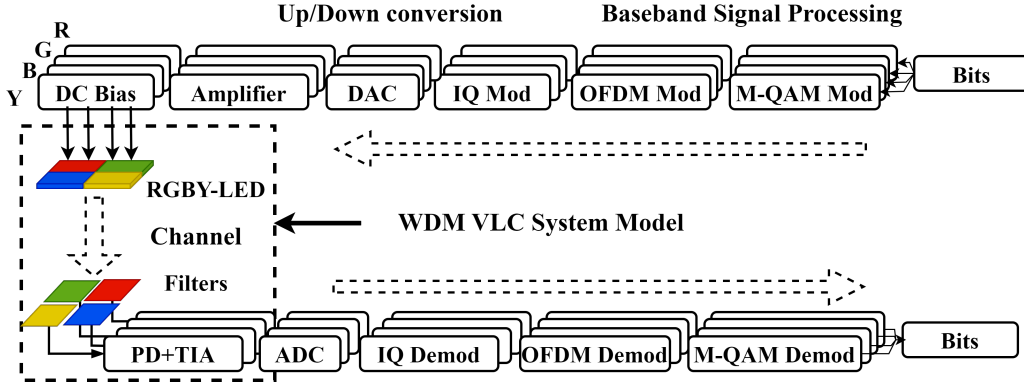 Up/Down conversion
Baseband Signal Processing
R
G
B
Y
DC Bias
Amplifier
DAC
IQ Mod
OFDM Mod
M-QAM Mod
Bits
RGBY-LED
Channel
WDM VLC System Model
Filters
PD+TIA
ADC
IQ Demod
OFDM Demod
M-QAM Demod
Bits